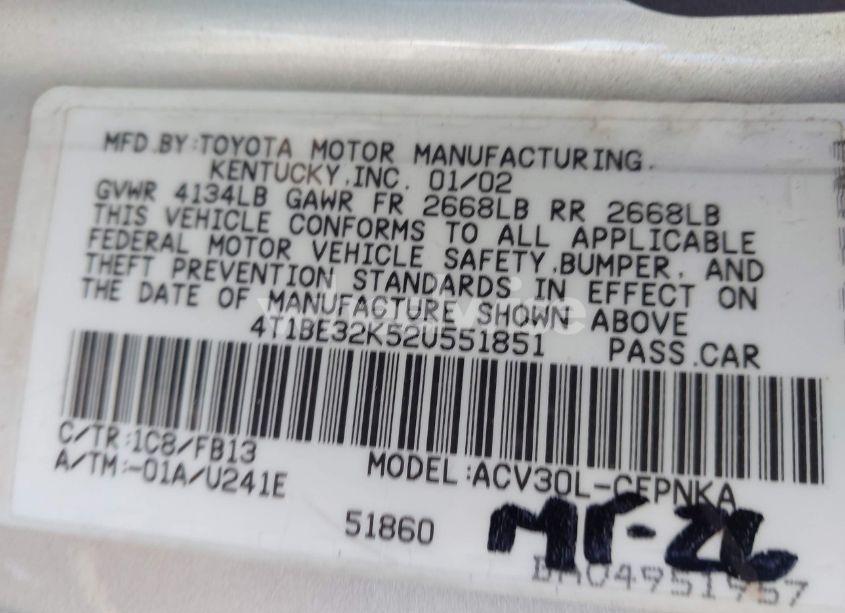 MFD.BY:TOYOTA MOTOR MANUFACTURING.
KENTUCKY,INC. 01/02
GVWR 4134LB GAWR FR 2668LB RR 2668LB
THIS VEHICLE CONFORMS TO ALL APPLICABLE
FEDERAL MOTOR VEHICLE SAFETY,BUMPER, AND
THEFT PREVENTION STANDARDS IN EFFECT ON
THE DATE OF MANUFACTURE SHOWN ABOVE
4T1BE32K52U551851 PASS.CAR
C/TR:1C8/FB13
A/TM:-01A/U241E MODEL:ACV30L-CEPNKA
51860